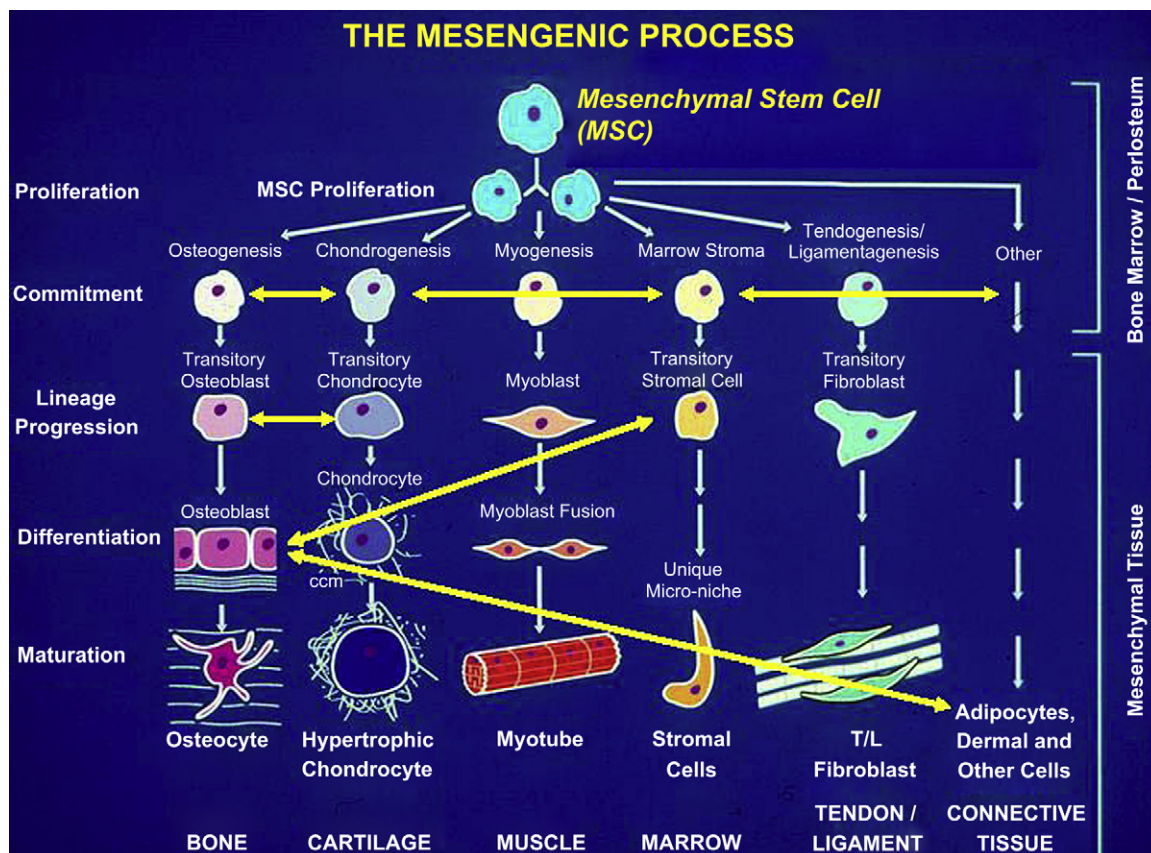 THE MESENGENIC PROCESS
Mesenchymal Stem Cell
(MSC)
Proliferation
MSC Proliferation
Osteogenesis
Chondrogenesis
Myogenesis
Marrow Stroma
Tendogenesis/
Ligamentagenesis
Other
Bone Marrow / Perlosteum
Commitment
Transitory
Osteoblast
Transitory
Chondrocyte
Myoblast
Transitory
Stromal Cell
Transitory
Fibroblast
Lineage
Progression
Chondrocyte
Osteoblast
Myoblast Fusion
Differentiation
ccm
Unique
Micro-niche
Mesenchymal Tissue
Maturation
Osteocyte
Hypertrophic
Chondrocyte
Myotube
Stromal
Cells
T/L
Fibroblast
Adipocytes,
Dermal and
Other Cells
BONE
CARTILAGE
MUSCLE
MARROW
TENDON /
LIGAMENT
CONNECTIVE
TISSUE